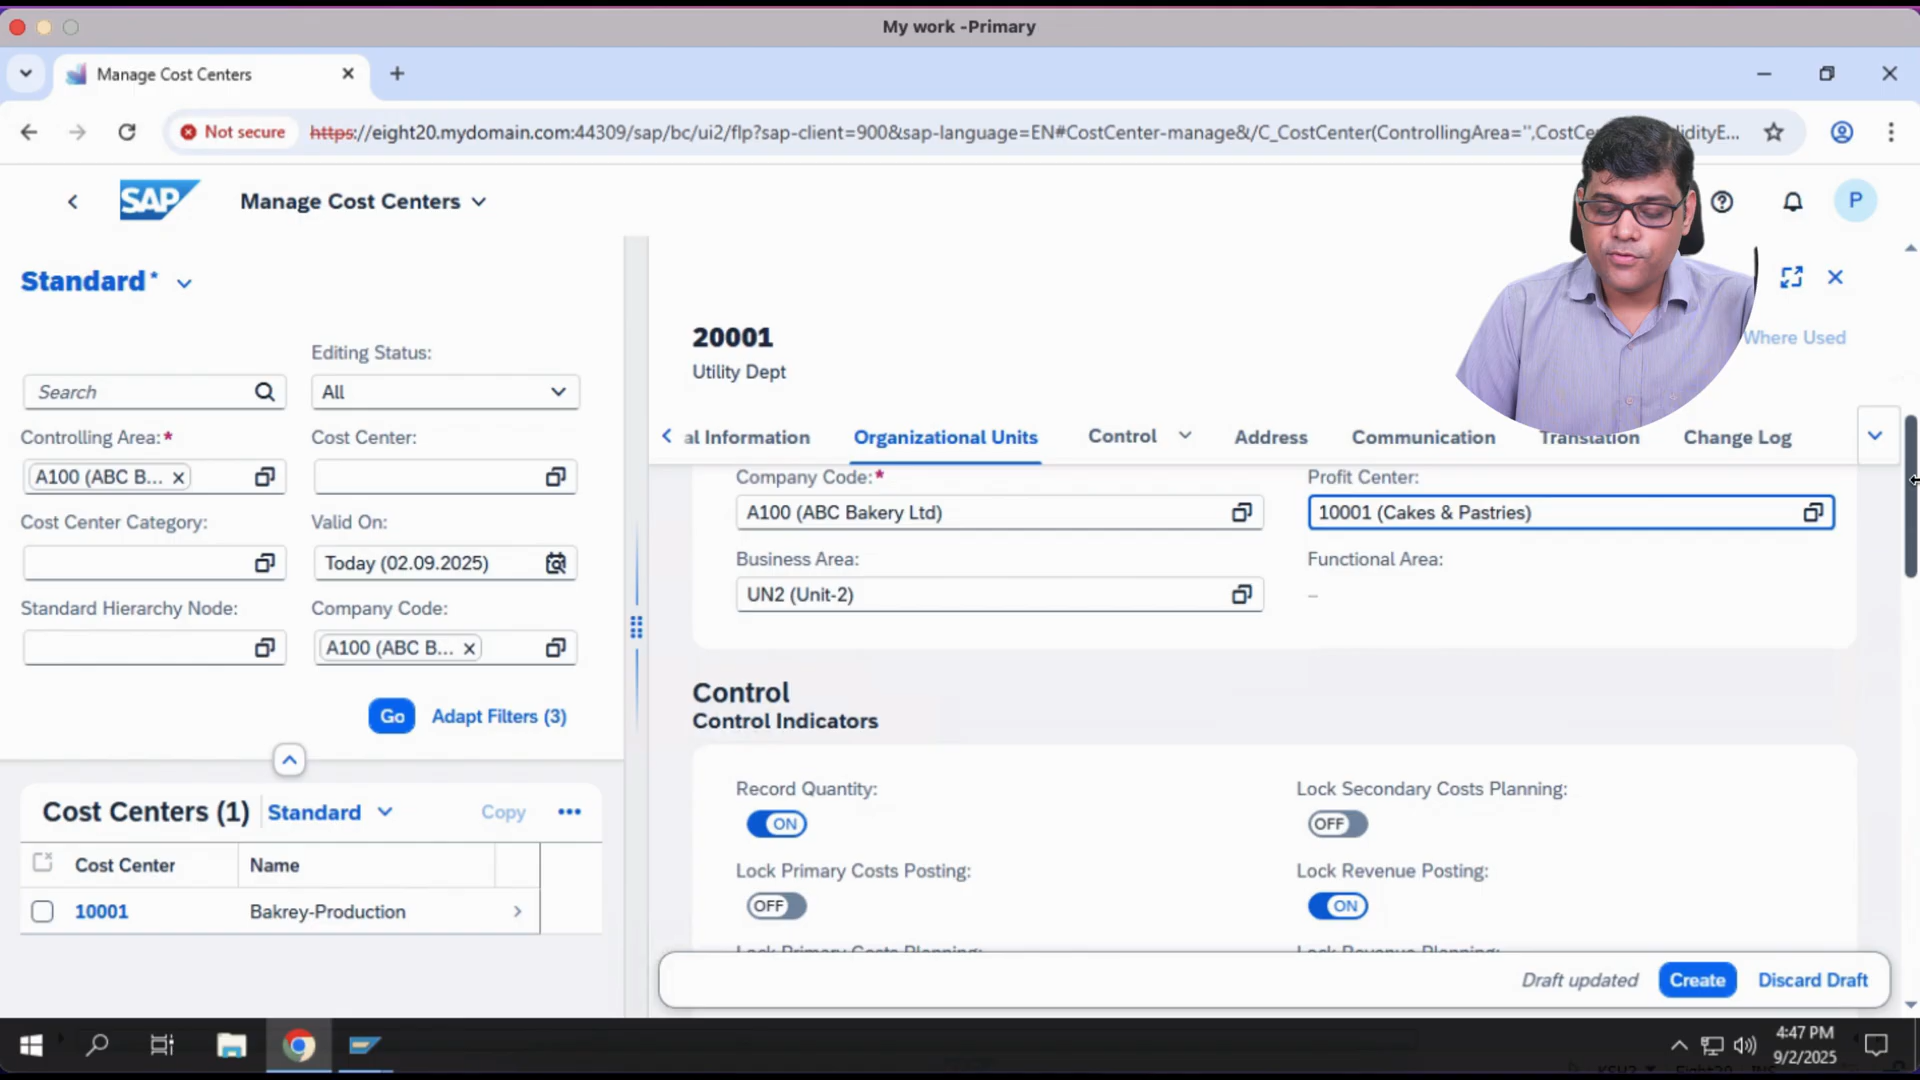 My work -Primary
Manage Cost Centers
Not secure
https://eight20.mydomain.com:44309/sap/bc/ui2/flp?sap-client=900&sap-language=EN#CostCenter-manage&/C_CostCenter(ControllingArea='',CostCe
SAP
Manage Cost Centers
P
Standard*
Editing Status:
Search
All
Controlling Area:*
Cost Center:
A100 (ABC B...
Cost Center Category:
Valid On:
Today (02.09.2025)
Standard Hierarchy Node:
Company Code:
A100 (ABC B...
Go
Adapt Filters (3)
Cost Centers (1)
Standard
Copy
Cost Center
Name
10001
Bakrey-Production
20001
Where Used
Utility Dept
al Information
Organizational Units
Control
Address
Communication
Translation
Change Log
Company Code:*
Profit Center:
A100 (ABC Bakery Ltd)
10001 (Cakes & Pastries)
Business Area:
Functional Area:
UN2 (Unit-2)
–
Control
Control Indicators
Record Quantity:
Lock Secondary Costs Planning:
ON
OFF
Lock Primary Costs Posting:
Lock Revenue Posting:
OFF
ON
Lock Primary Costs Planning:
Lock Revenue Planning:
Draft updated
Create
Discard Draft
4:47 PM
9/2/2025